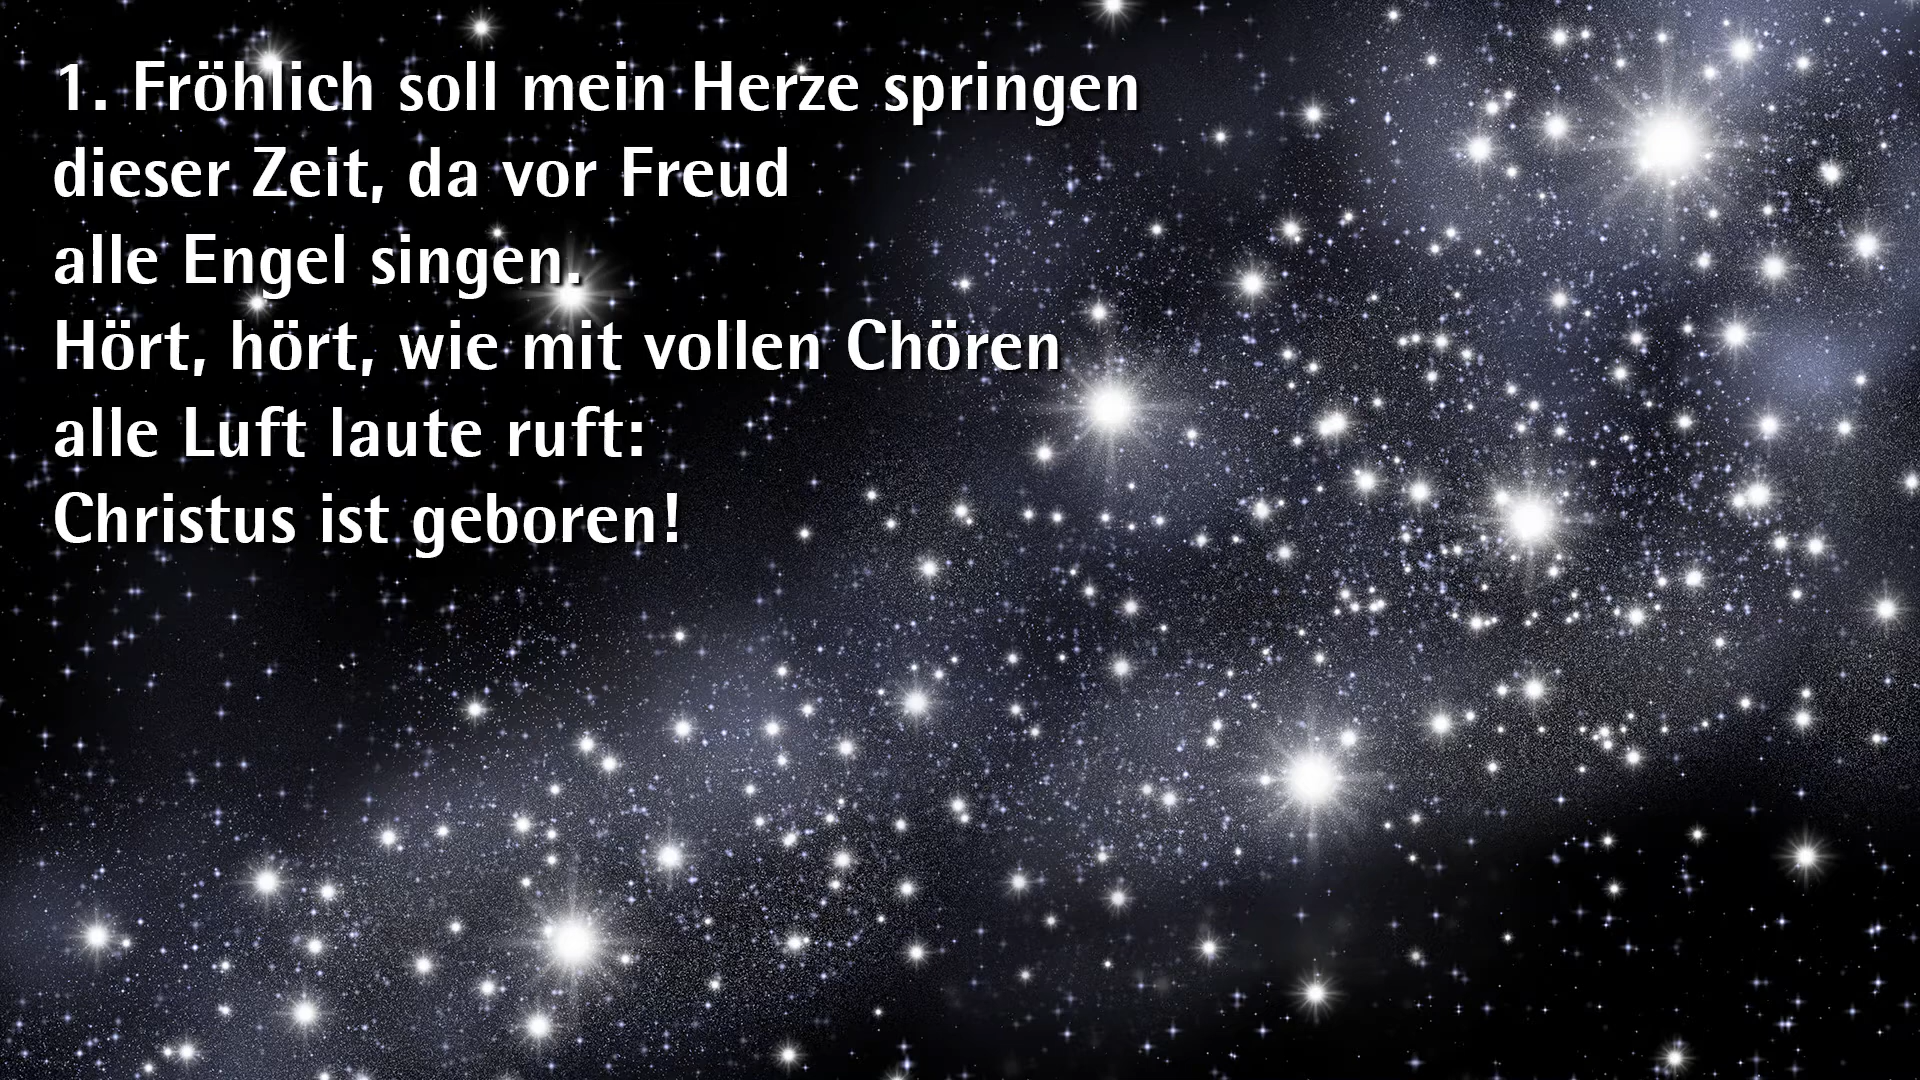 1. Fröhlich soll mein Herze springen
dieser Zeit, da vor Freud
alle Engel singen.
Hört, hört, wie mit vollen Chören
alle Luft laute ruft:
Christus ist geboren!